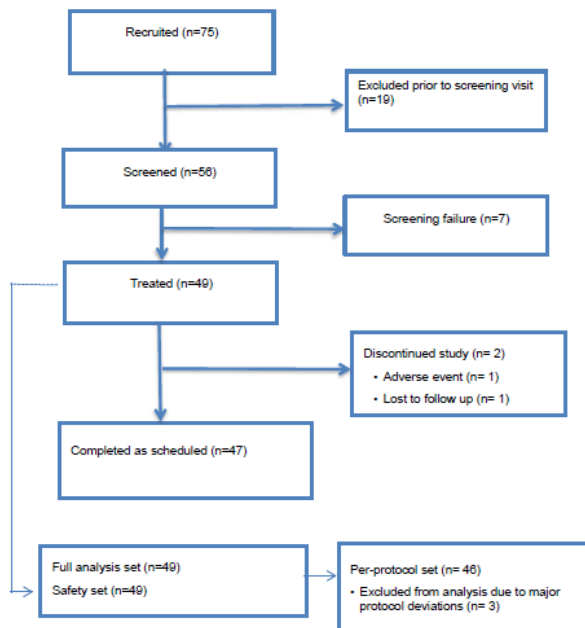 Recruited (n=75)
Excluded prior to screening visit
(n=19)
Screened (n=56)
Screening failure (n=7)
Treated (n=49)
Discontinued study (n= 2)
• Adverse event (n= 1)
• Lost to follow up (n= 1)
Completed as scheduled (n=47)
Full analysis set (n=49)
Safety set (n=49)
Per-protocol set (n= 46)
• Excluded from analysis due to major
protocol deviations (n= 3)